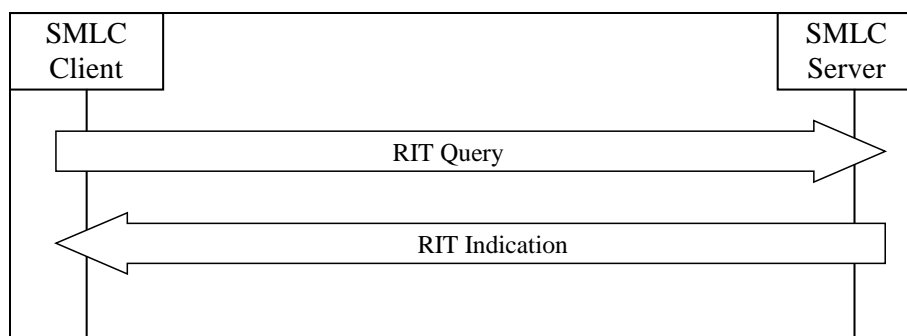 SMLC
Client
SMLC
Server
RIT Query
RIT Indication